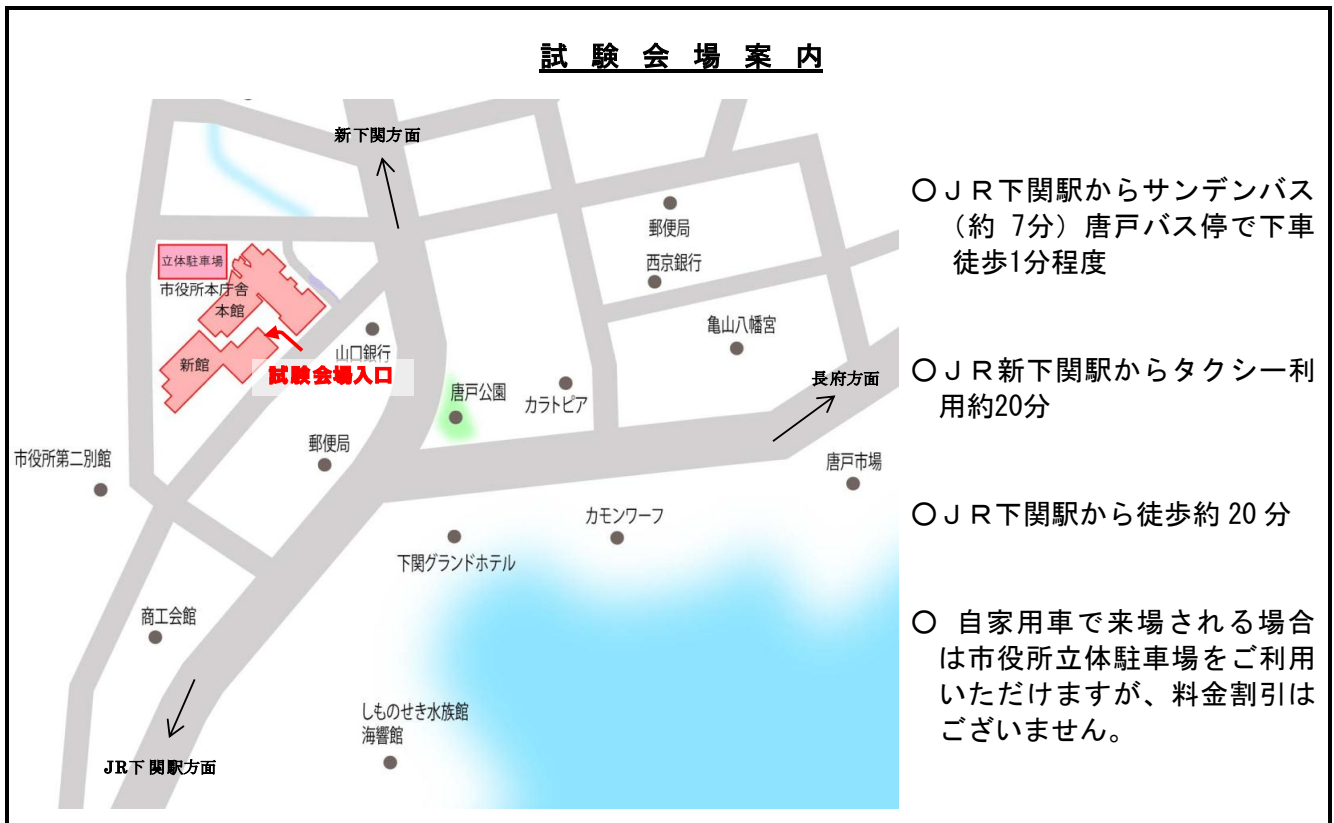 試験会場案内
新下関方面
郵便局
西京銀行
立体駐車場
市役所本庁舎
本館
新館
試験会場入口
山口銀行
亀山八幡宮
長府方面
唐戸公園
カラトピア
郵便局
市役所第二別館
唐戸市場
カモンワーフ
下関グランドホテル
商工会館
しものせき水族館
海響館
JR下関駅方面
〇ＪＲ下関駅からサンデンバス
（約 7分）唐戸バス停で下車
徒歩1分程度
〇ＪＲ新下関駅からタクシー利
用約20分
〇ＪＲ下関駅から徒歩約 20 分
〇 自家用車で来場される場合
は市役所立体駐車場をご利用
いただけますが、料金割引は
ございません。